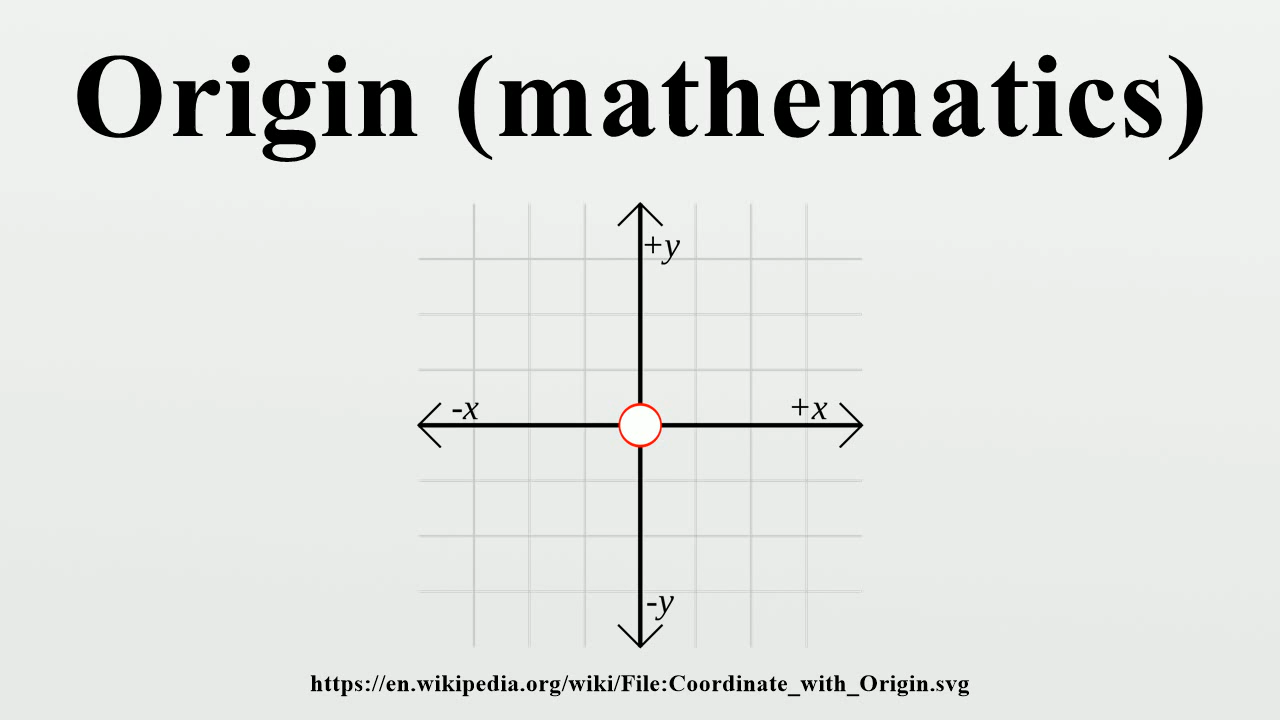 Origin (mathematics)
+y
-x
+x
-y
https://en.wikipedia.org/wiki/File:Coordinate_with_Origin.svg